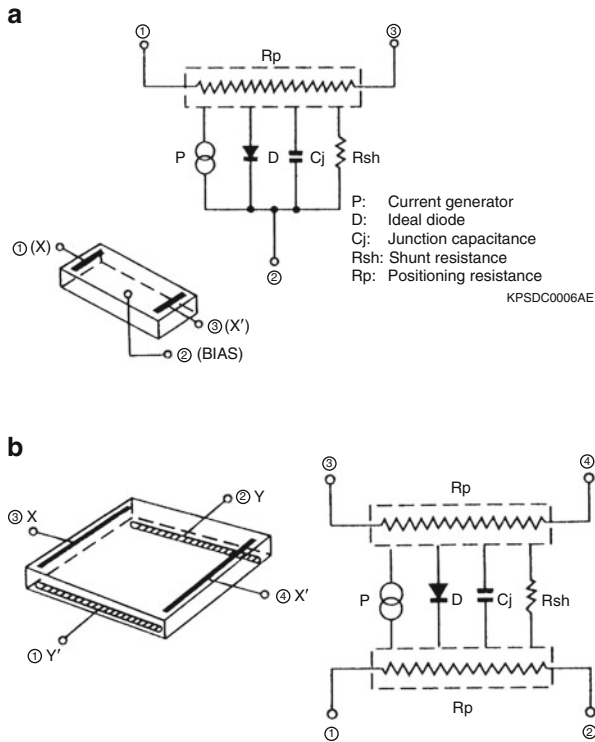 a
① ③
Rp
P D Cj Rsh
②
P: Current generator
D: Ideal diode
Cj: Junction capacitance
Rsh: Shunt resistance
Rp: Positioning resistance
KPSDC0006AE
① (X)
③ (X′)
② (BIAS)
b
② Y
③ X
④ X′
① Y′
③ ④
Rp
P D Cj Rsh
Rp
① ②